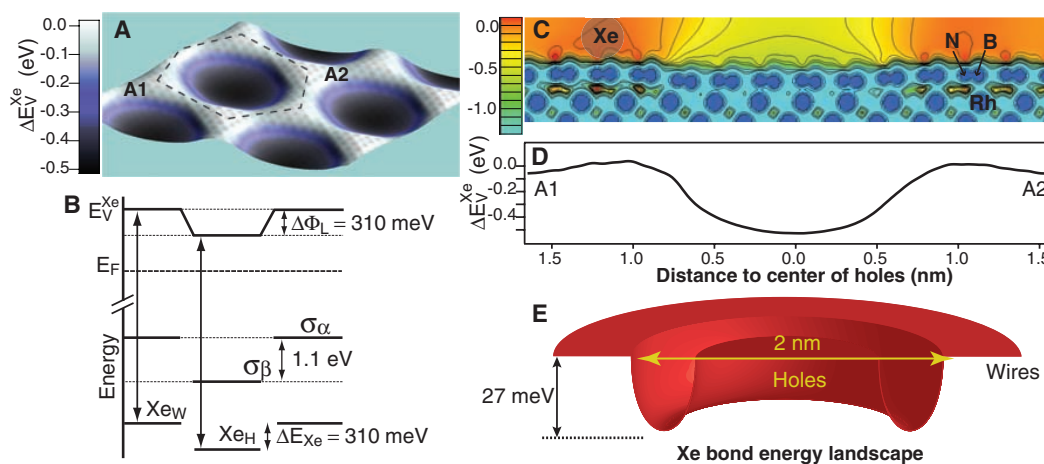 A
ΔE_V^Xe (eV)
0.0
-0.1
-0.2
-0.3
-0.4
-0.5
A1
A2
B
E_V^Xe
ΔΦ_L = 310 meV
E_F
Energy
σα
1.1 eV
σβ
Xe_W
Xe_H
ΔE_Xe = 310 meV
C
ΔE_V^Xe (eV)
0.0
-0.5
-1.0
Xe
N
B
Rh
D
ΔE_V^Xe (eV)
0.0
-0.2
-0.4
A1
A2
1.5 1.0 0.5 0.0 0.5 1.0 1.5
Distance to center of holes (nm)
E
2 nm
Holes
Wires
27 meV
Xe bond energy landscape